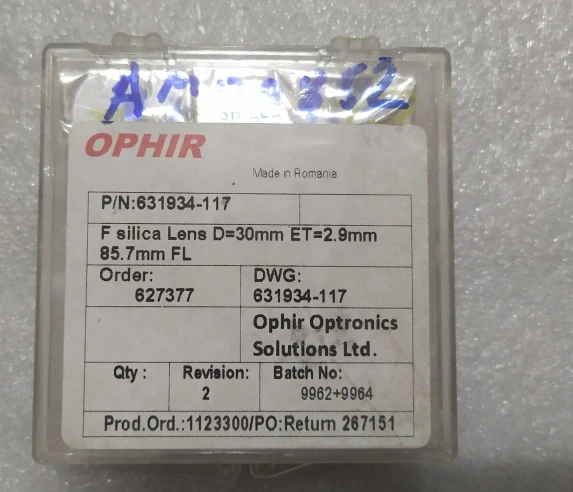 OPHIR
Made in Romania
P/N:631934-117
F silica Lens D=30mm ET=2.9mm
85.7mm FL
Order: DWG:
627377 631934-117
Ophir Optronics
Solutions Ltd.
Qty : Revision: Batch No:
2 9962+9964
Prod.Ord.:1123300/PO:Return 267151